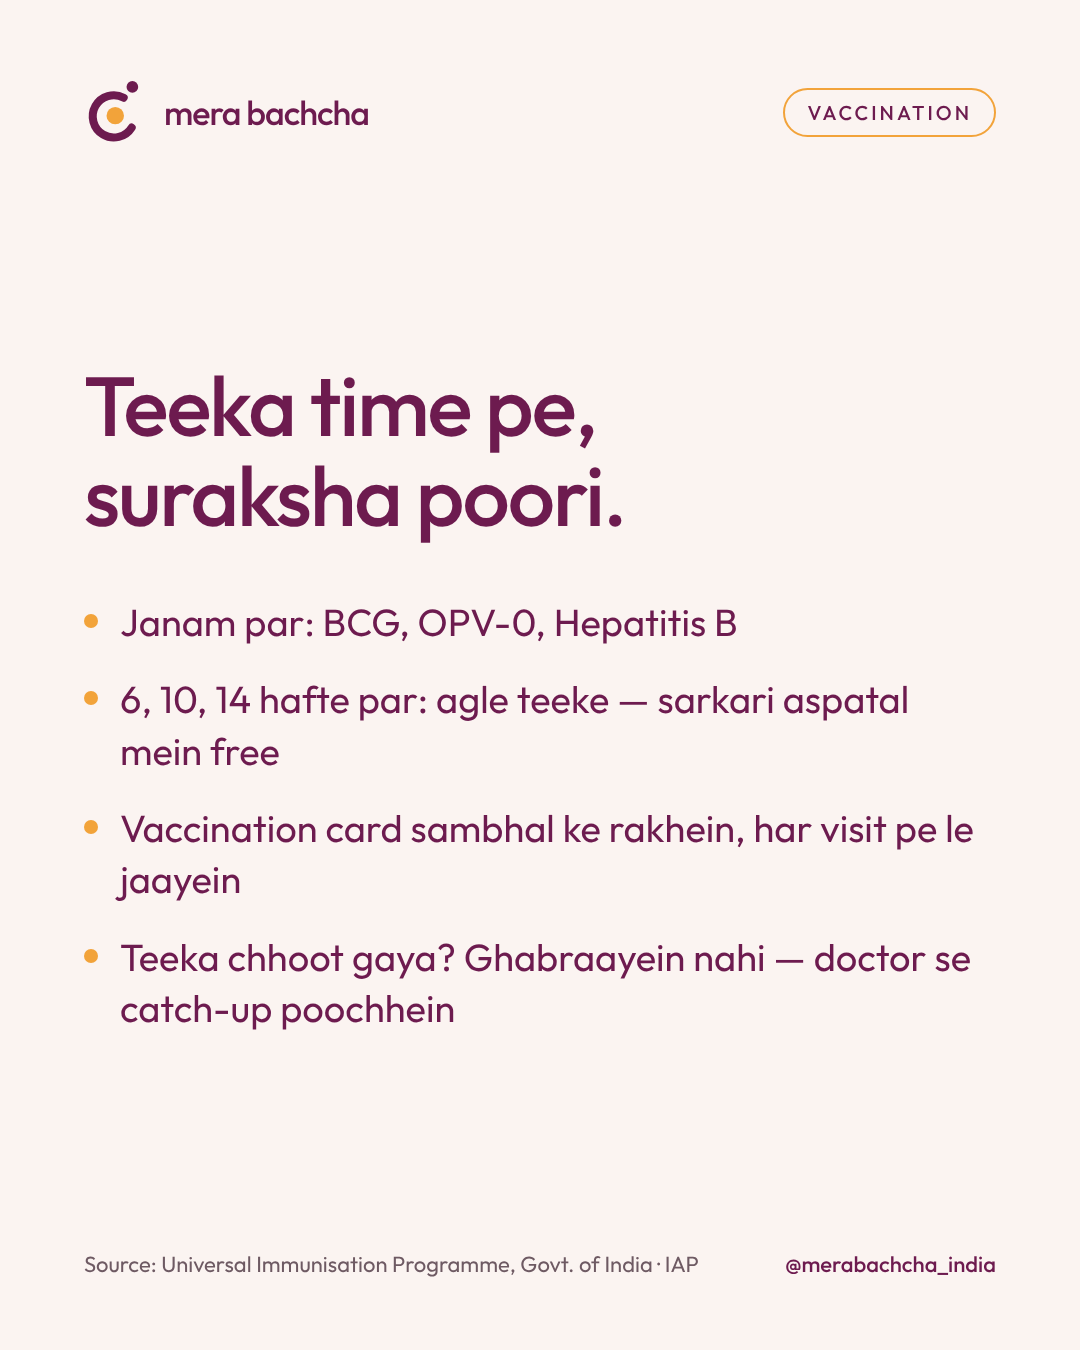 mera bachcha
VACCINATION
Teeka time pe,
suraksha poori.
Janam par: BCG, OPV-0, Hepatitis B
6, 10, 14 hafte par: agle teeke — sarkari aspatal
mein free
Vaccination card sambhal ke rakhein, har visit pe le
jaayein
Teeka chhoot gaya? Ghabraayein nahi — doctor se
catch-up poochhein
Source: Universal Immunisation Programme, Govt. of India · IAP
@merabachcha_india